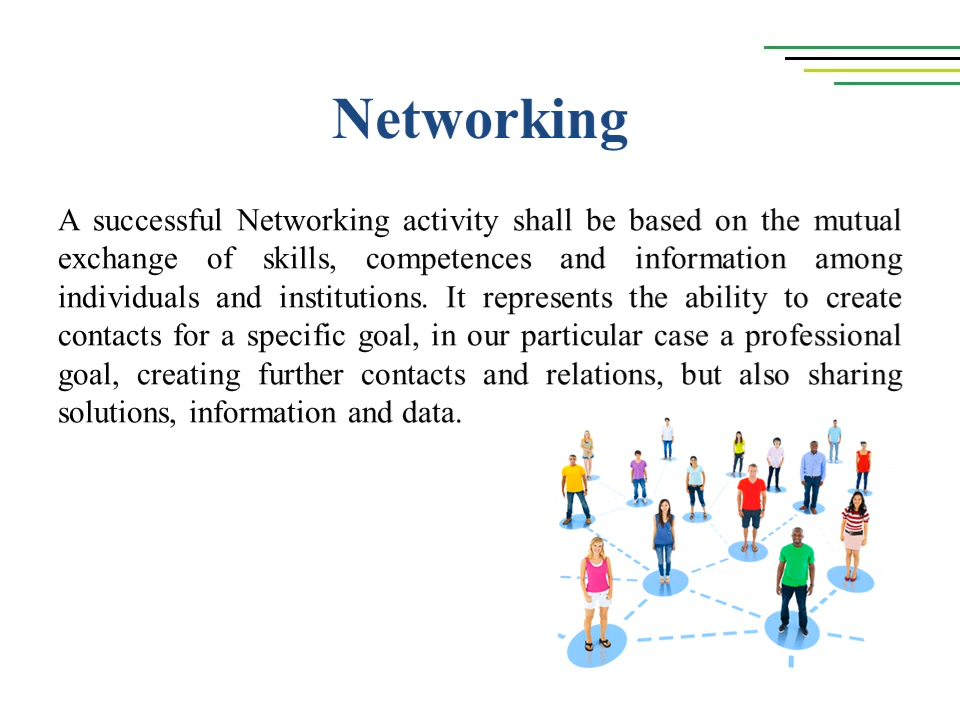 Networking
A successful Networking activity shall be based on the mutual
exchange of skills, competences and information among
individuals and institutions. It represents the ability to create
contacts for a specific goal, in our particular case a professional
goal, creating further contacts and relations, but also sharing
solutions, information and data.